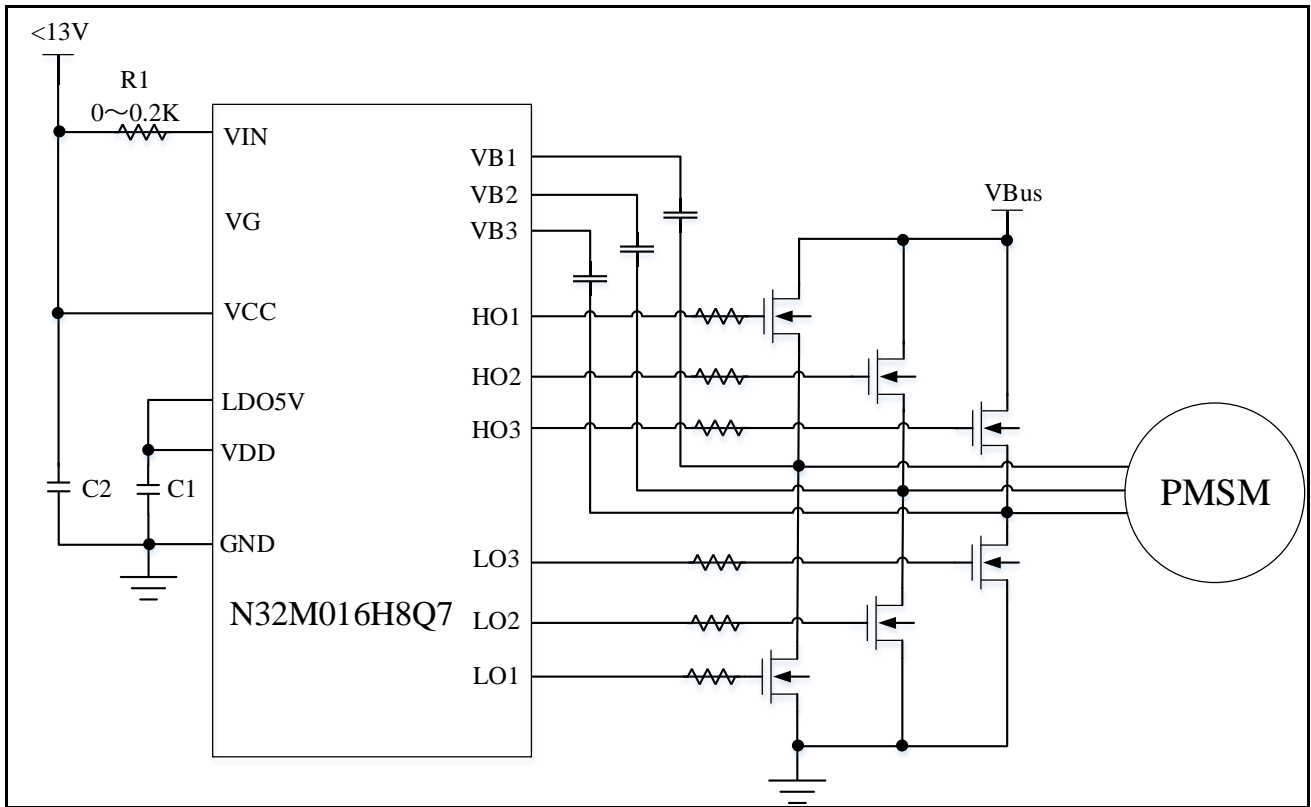 <13V
R1
0～0.2K
VIN
VG
VCC
LDO5V
VDD
GND
C2
C1
N32M016H8Q7
VB1
VB2
VB3
HO1
HO2
HO3
LO3
LO2
LO1
VBus
PMSM